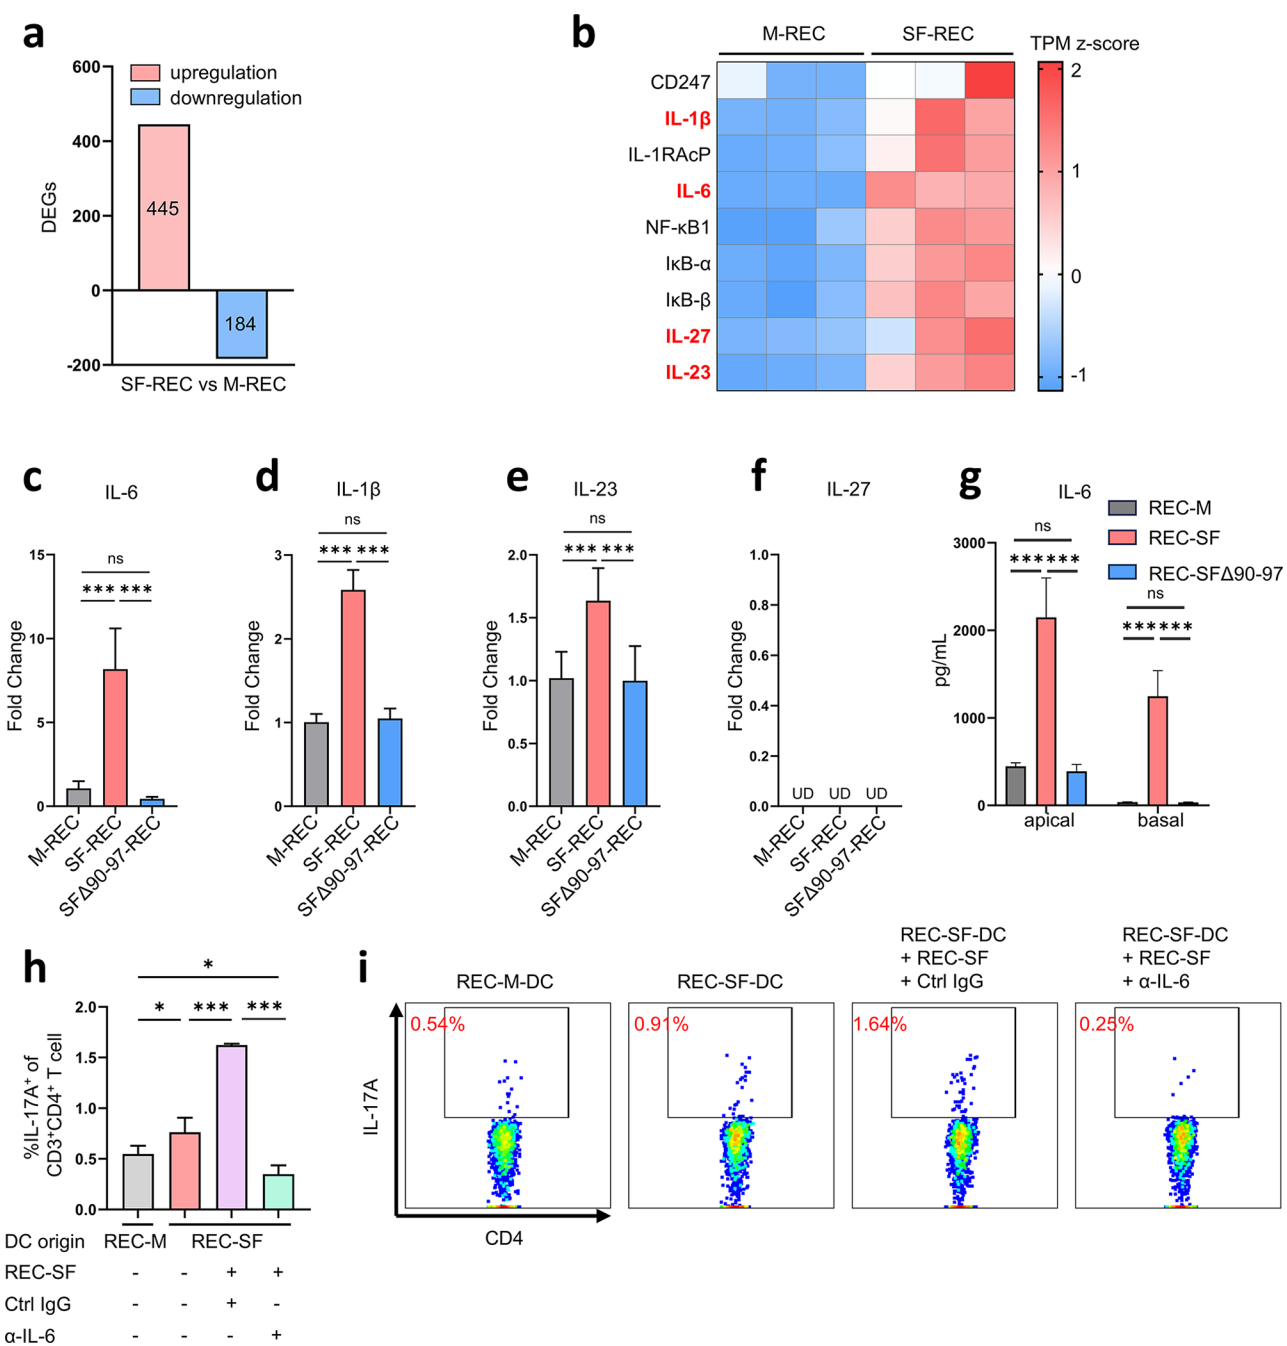 a
600
400
200
0
-200
DEGs
upregulation
downregulation
445
184
SF-REC vs M-REC
b
M-REC SF-REC
CD247
IL-1β
IL-1RAcP
IL-6
NF-κB1
IκB-α
IκB-β
IL-27
IL-23
TPM z-score
2
1
0
-1
c
IL-6
Fold Change
15
10
5
0
ns
*** ***
M-REC
SF-REC
SFΔ90-97-REC
d
IL-1β
Fold Change
3
2
1
0
ns
*** ***
M-REC
SF-REC
SFΔ90-97-REC
e
IL-23
Fold Change
2.0
1.5
1.0
0.5
0.0
ns
*** ***
M-REC
SF-REC
SFΔ90-97-REC
f
IL-27
Fold Change
1.0
0.8
0.6
0.4
0.2
0.0
UD UD UD
M-REC
SF-REC
SFΔ90-97-REC
g
IL-6
REC-M
REC-SF
REC-SFΔ90-97
pg/mL
3000
2000
1000
0
ns
*** ***
ns
*** ***
apical basal
h
%IL-17A⁺ of
CD3⁺CD4⁺ T cell
2.0
1.5
1.0
0.5
0.0
*
* *** ***
DC origin REC-M REC-SF
REC-SF - - + +
Ctrl IgG - - + -
α-IL-6 - - - +
i
REC-M-DC
REC-SF-DC
REC-SF-DC
+ REC-SF
+ Ctrl IgG
REC-SF-DC
+ REC-SF
+ α-IL-6
0.54%
0.91%
1.64%
0.25%
IL-17A
CD4